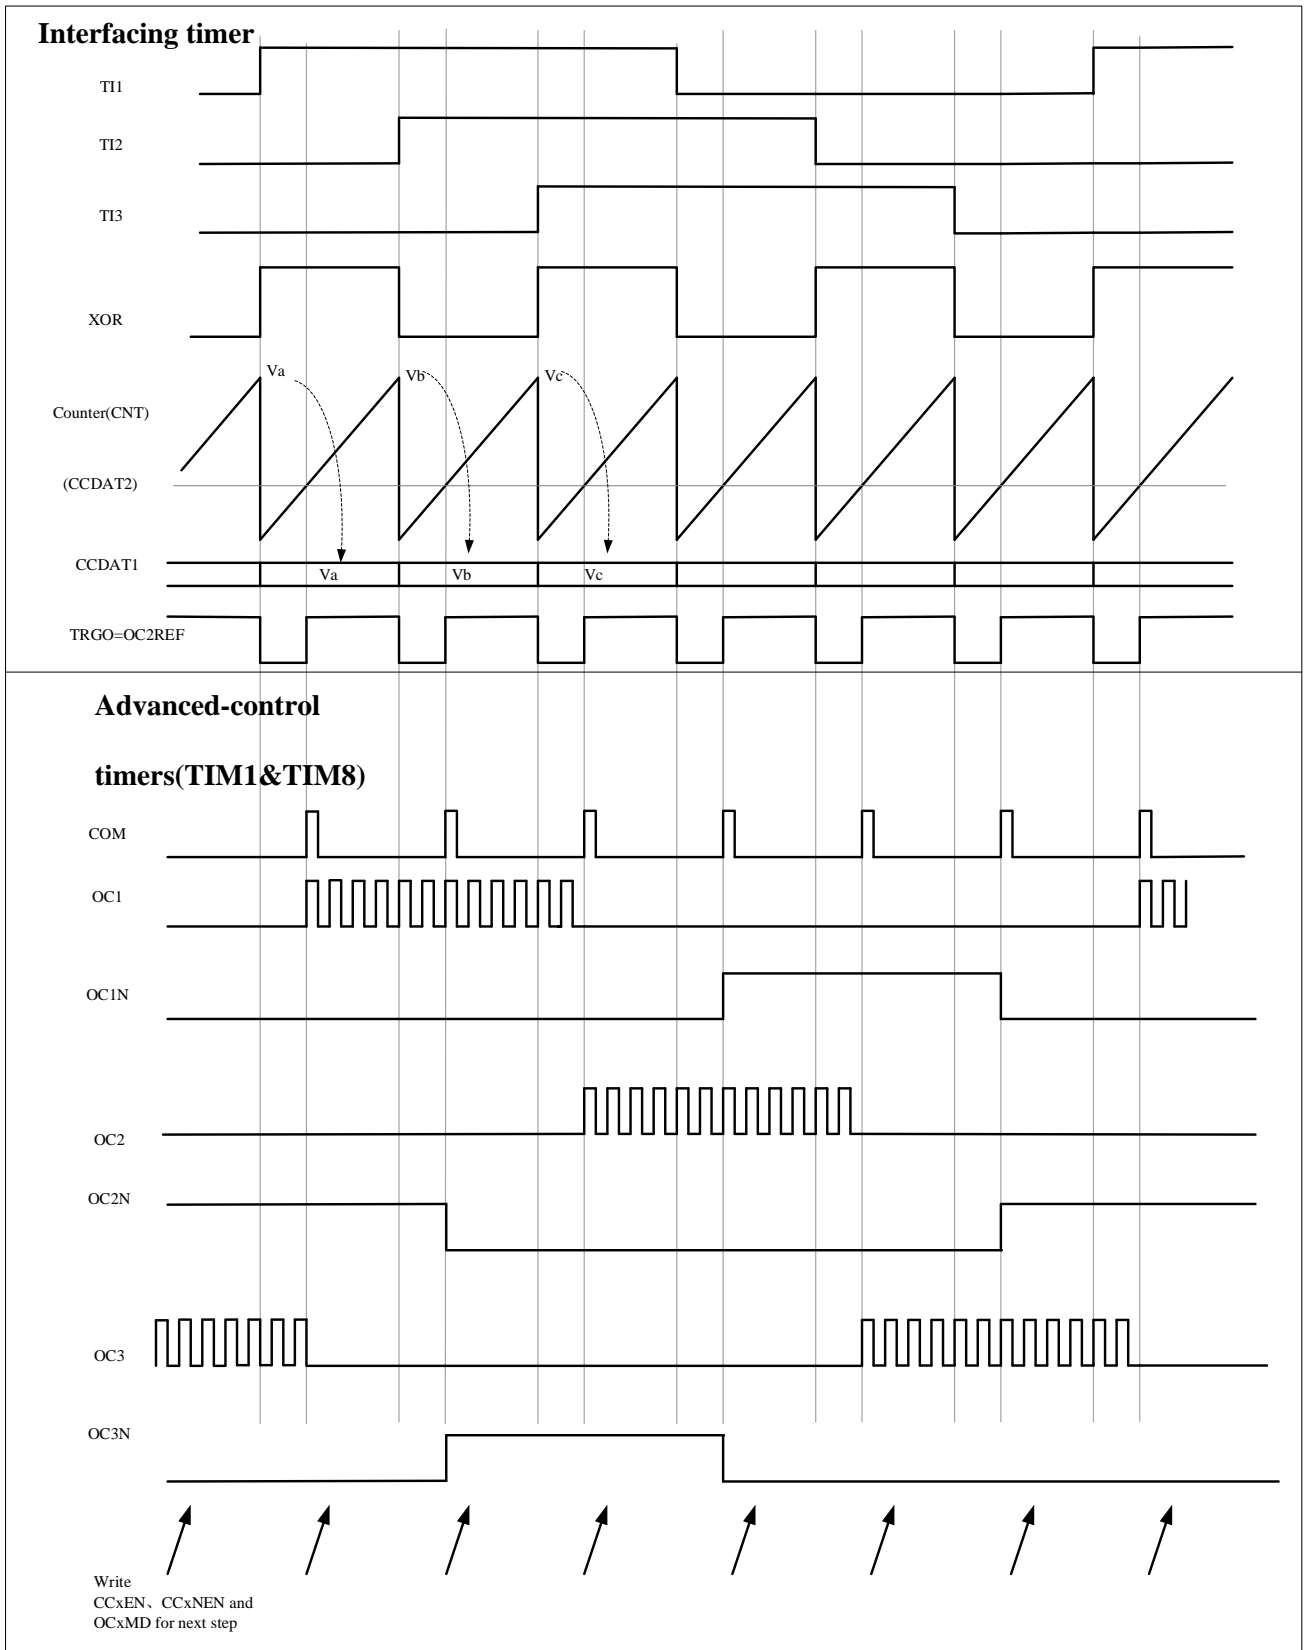 Interfacing timer
TI1
TI2
TI3
XOR
Va
Vb
Vc
Counter(CNT)
(CCDAT2)
CCDAT1
Va
Vb
Vc
TRGO=OC2REF
Advanced-control
timers(TIM1&TIM8)
COM
OC1
OC1N
OC2
OC2N
OC3
OC3N
Write
CCxEN、CCxNEN and
OCxMD for next step